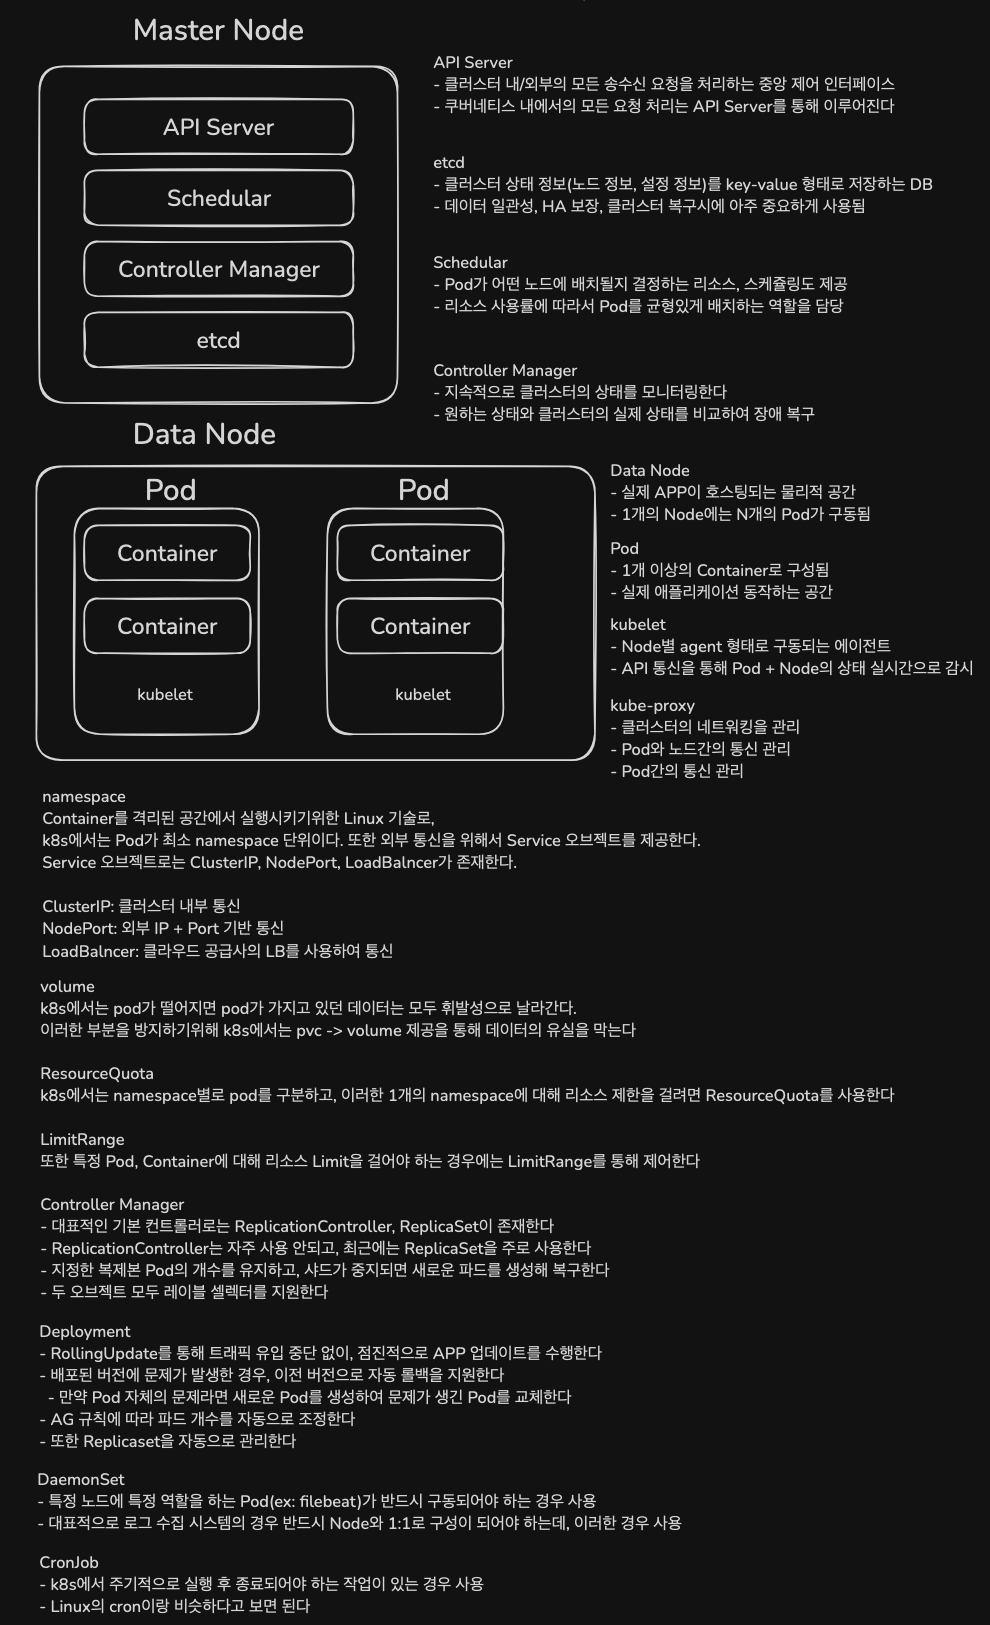 Master Node
API Server
Schedular
Controller Manager
etcd
API Server
- 클러스터 내/외부의 모든 송수신 요청을 처리하는 중앙 제어 인터페이스
- 쿠버네티스 내에서의 모든 요청 처리는 API Server를 통해 이루어진다
etcd
- 클러스터 상태 정보(노드 정보, 설정 정보)를 key-value 형태로 저장하는 DB
- 데이터 일관성, HA 보장, 클러스터 복구시에 아주 중요하게 사용됨
Schedular
- Pod가 어떤 노드에 배치될지 결정하는 리소스, 스케쥴링도 제공
- 리소스 사용률에 따라서 Pod를 균형있게 배치하는 역할을 담당
Controller Manager
- 지속적으로 클러스터의 상태를 모니터링한다
- 원하는 상태와 클러스터의 실제 상태를 비교하여 장애 복구
Data Node
Pod
Container
Container
kubelet
Pod
Container
Container
kubelet
Data Node
- 실제 APP이 호스팅되는 물리적 공간
- 1개의 Node에는 N개의 Pod가 구동됨
Pod
- 1개 이상의 Container로 구성됨
- 실제 애플리케이션 동작하는 공간
kubelet
- Node별 agent 형태로 구동되는 에이전트
- API 통신을 통해 Pod + Node의 상태 실시간으로 감시
kube-proxy
- 클러스터의 네트워킹을 관리
- Pod와 노드간의 통신 관리
- Pod간의 통신 관리
namespace
Container를 격리된 공간에서 실행시키기위한 Linux 기술로,
k8s에서는 Pod가 최소 namespace 단위이다. 또한 외부 통신을 위해서 Service 오브젝트를 제공한다.
Service 오브젝트로는 ClusterIP, NodePort, LoadBalncer가 존재한다.
ClusterIP: 클러스터 내부 통신
NodePort: 외부 IP + Port 기반 통신
LoadBalncer: 클라우드 공급사의 LB를 사용하여 통신
volume
k8s에서는 pod가 떨어지면 pod가 가지고 있던 데이터는 모두 휘발성으로 날라간다.
이러한 부분을 방지하기위해 k8s에서는 pvc -> volume 제공을 통해 데이터의 유실을 막는다
ResourceQuota
k8s에서는 namespace별로 pod를 구분하고, 이러한 1개의 namespace에 대해 리소스 제한을 걸려면 ResourceQuota를 사용한다
LimitRange
또한 특정 Pod, Container에 대해 리소스 Limit을 걸어야 하는 경우에는 LimitRange를 통해 제어한다
Controller Manager
- 대표적인 기본 컨트롤러로는 ReplicationController, ReplicaSet이 존재한다
- ReplicationController는 자주 사용 안되고, 최근에는 ReplicaSet을 주로 사용한다
- 지정한 복제본 Pod의 개수를 유지하고, 샤드가 중지되면 새로운 파드를 생성해 복구한다
- 두 오브젝트 모두 레이블 셀렉터를 지원한다
Deployment
- RollingUpdate를 통해 트래픽 유입 중단 없이, 점진적으로 APP 업데이트를 수행한다
- 배포된 버전에 문제가 발생한 경우, 이전 버전으로 자동 롤백을 지원한다
- 만약 Pod 자체의 문제라면 새로운 Pod를 생성하여 문제가 생긴 Pod를 교체한다
- AG 규칙에 따라 파드 개수를 자동으로 조정한다
- 또한 Replicaset을 자동으로 관리한다
DaemonSet
- 특정 노드에 특정 역할을 하는 Pod(ex: filebeat)가 반드시 구동되어야 하는 경우 사용
- 대표적으로 로그 수집 시스템의 경우 반드시 Node와 1:1로 구성이 되어야 하는데, 이러한 경우 사용
CronJob
- k8s에서 주기적으로 실행 후 종료되어야 하는 작업이 있는 경우 사용
- Linux의 cron이랑 비슷하다고 보면 된다